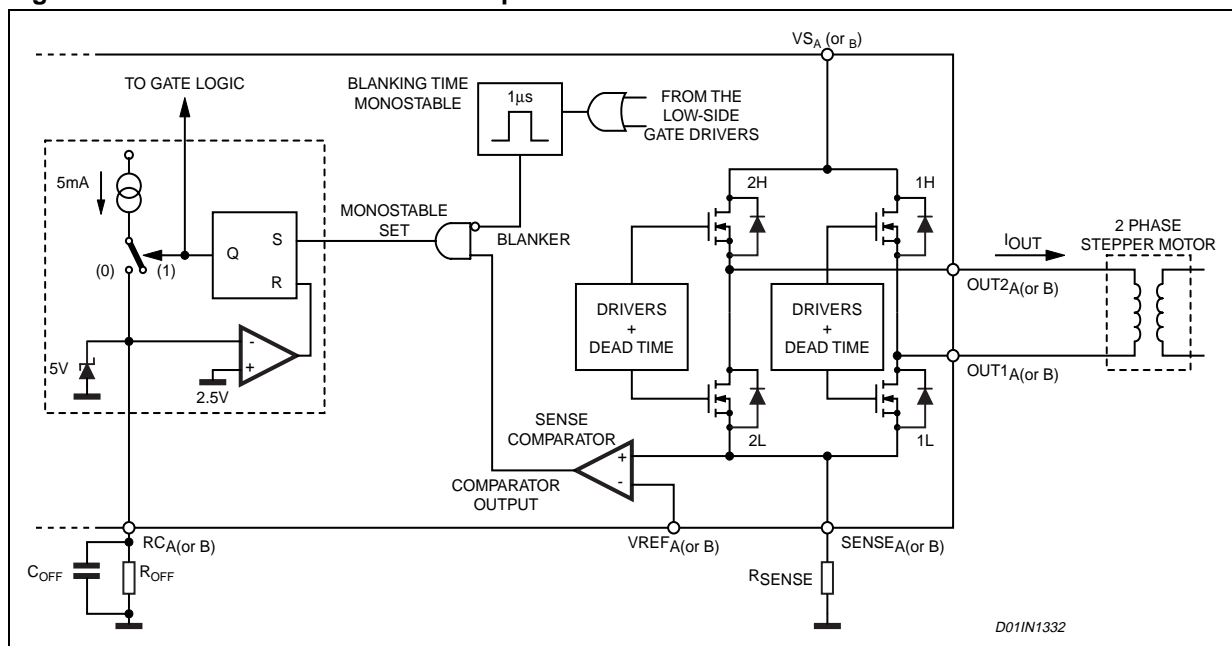 VSA (or B)
TO GATE LOGIC
BLANKING TIME
MONOSTABLE
1μs
FROM THE
LOW-SIDE
GATE DRIVERS
5mA
2H
1H
MONOSTABLE
SET
BLANKER
IOUT
2 PHASE
STEPPER MOTOR
Q
S
R
(0)
(1)
OUT2A(or B)
DRIVERS
+
DEAD TIME
DRIVERS
+
DEAD TIME
-
+
5V
2.5V
OUT1A(or B)
SENSE
COMPARATOR
2L
1L
+
-
COMPARATOR
OUTPUT
RCA(or B)
VREFA(or B)
SENSEA(or B)
COFF
ROFF
RSENSE
D01IN1332